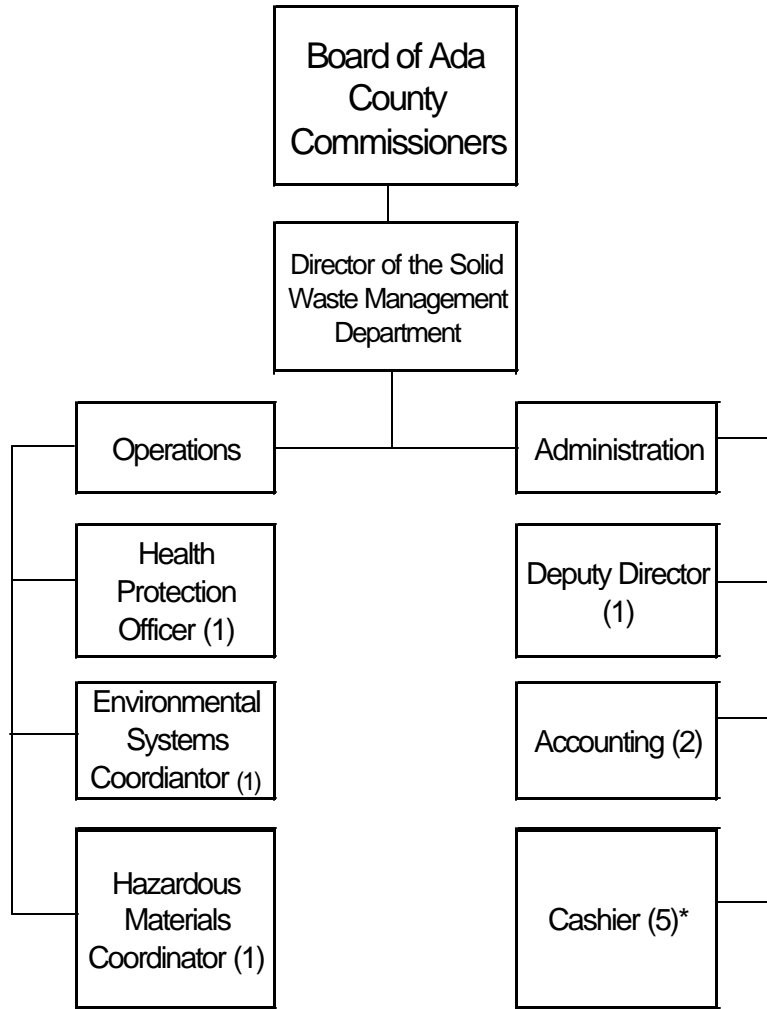 Board of Ada
County
Commissioners
Director of the Solid
Waste Management
Department
Operations
Administration
Health
Protection
Officer (1)
Deputy Director
(1)
Environmental
Systems
Coordiantor (1)
Accounting (2)
Hazardous
Materials
Coordinator (1)
Cashier (5)*